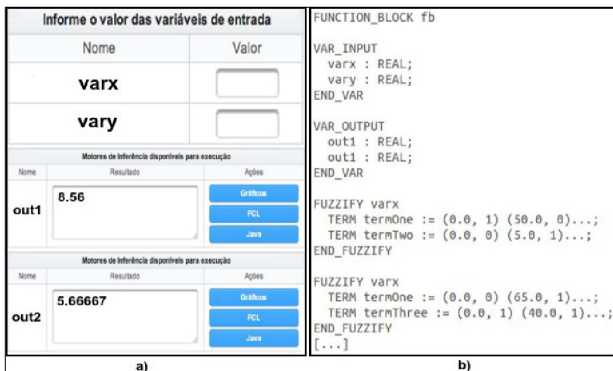 Informe o valor das variáveis de entrada
Nome Valor
varx
vary
Motores de Inferência disponíveis para execução
Nome Resultado Ações
out1 8.56 Gráficos
FCL
Java
Motores de Inferência disponíveis para execução
Nome Resultado Ações
out2 5.66667 Gráficos
FCL
Java
a)
FUNCTION_BLOCK fb
VAR_INPUT
varx : REAL;
vary : REAL;
END_VAR
VAR_OUTPUT
out1 : REAL;
out1 : REAL;
END_VAR
FUZZIFY varx
TERM termOne := (0.0, 1) (50.0, 0)...;
TERM termTwo := (0.0, 0) (5.0, 1)...;
END_FUZZIFY
FUZZIFY varx
TERM termOne := (0.0, 0) (65.0, 1)...;
TERM termThree := (0.0, 1) (40.0, 1)...;
END_FUZZIFY
[...]
b)